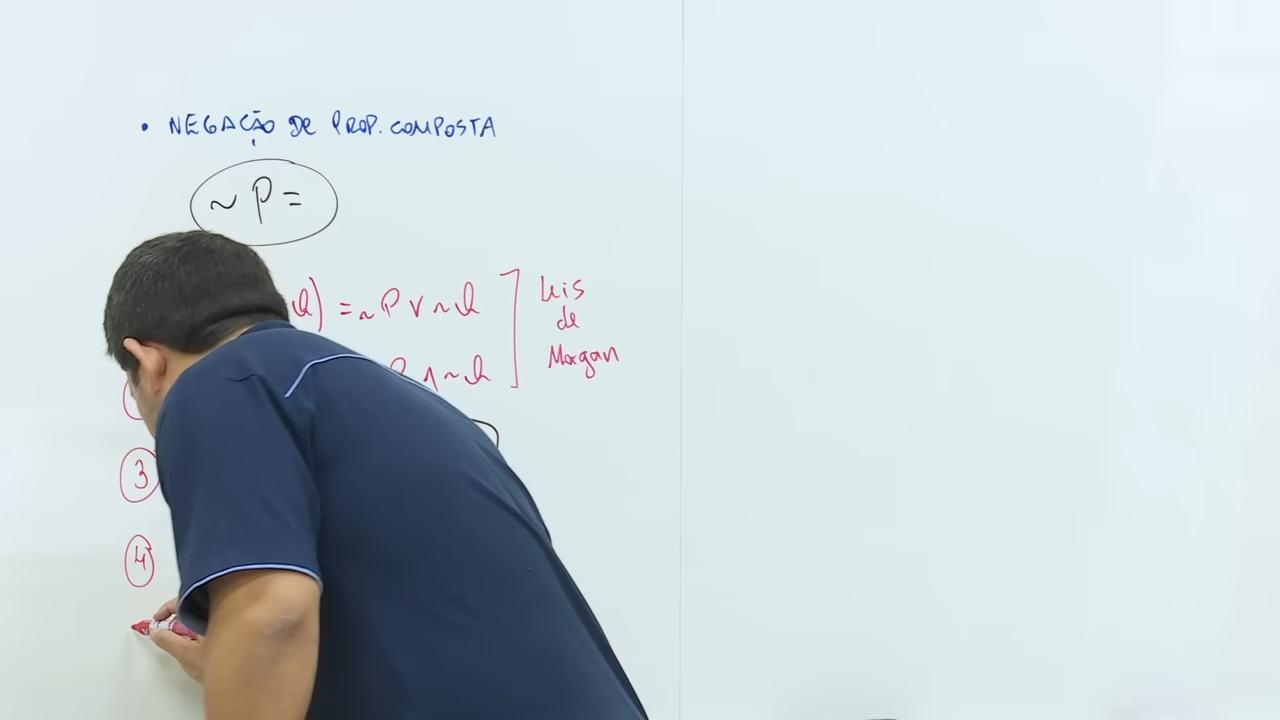 • NEGAÇÃO DE PROP. COMPOSTA
~P=
) = ~P v ~Q
P ∧ ~Q
Leis
de
Morgan
3
4